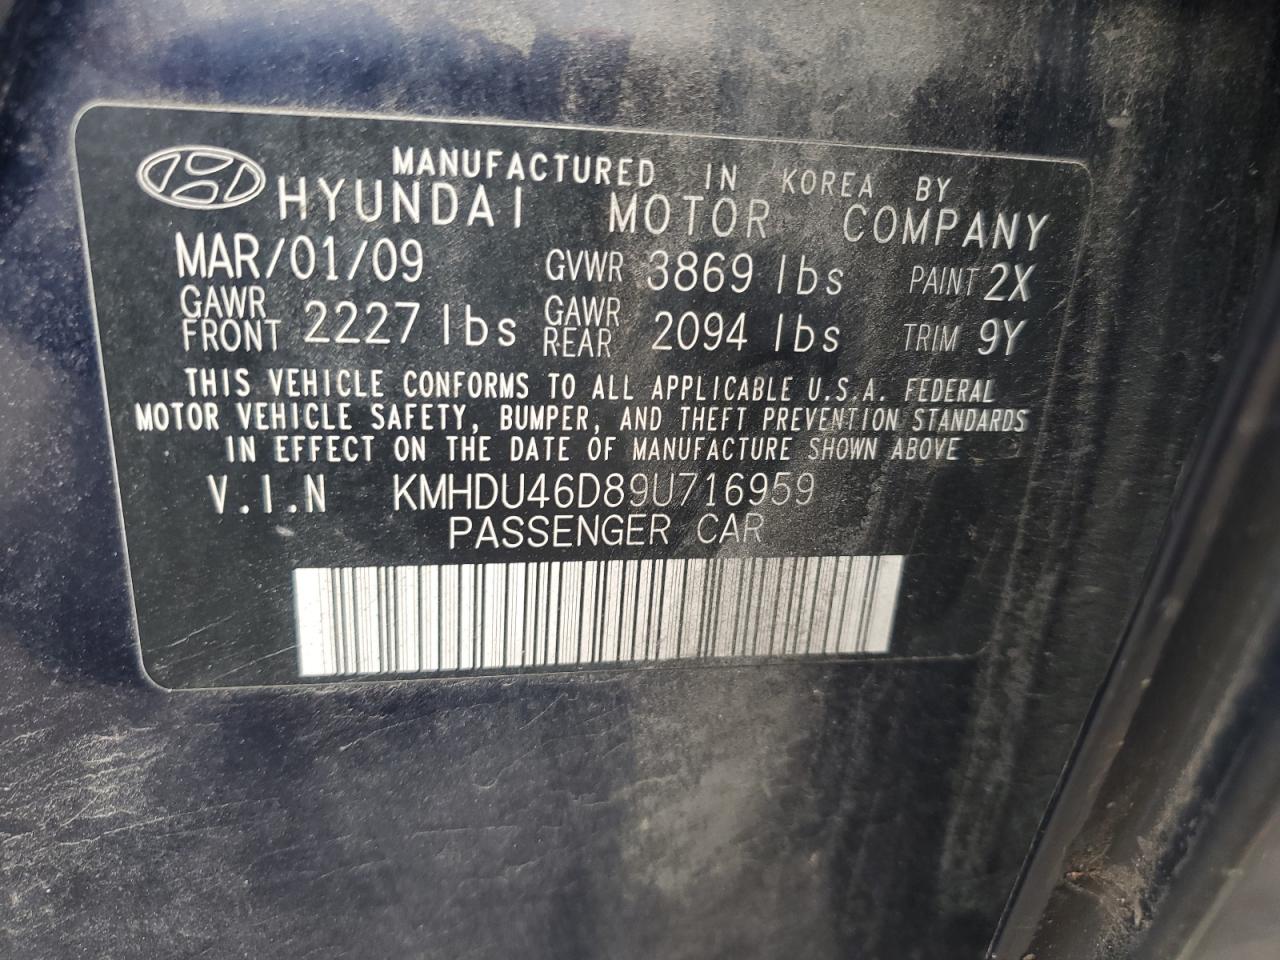 MANUFACTURED IN KOREA BY
HYUNDAI MOTOR COMPANY
MAR/01/09 GVWR 3869 lbs PAINT 2X
GAWR FRONT 2227 lbs GAWR REAR 2094 lbs TRIM 9Y
THIS VEHICLE CONFORMS TO ALL APPLICABLE U.S.A. FEDERAL
MOTOR VEHICLE SAFETY, BUMPER, AND THEFT PREVENTION STANDARDS
IN EFFECT ON THE DATE OF MANUFACTURE SHOWN ABOVE
V.I.N KMHDU46D89U716959
PASSENGER CAR